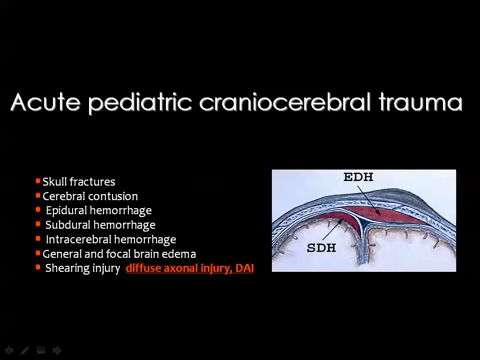 Acute pediatric craniocerebral trauma
Skull fractures
Cerebral contusion
Epidural hemorrhage
Subdural hemorrhage
Intracerebral hemorrhage
General and focal brain edema
Shearing injury diffuse axonal injury, DAI
EDH
SDH